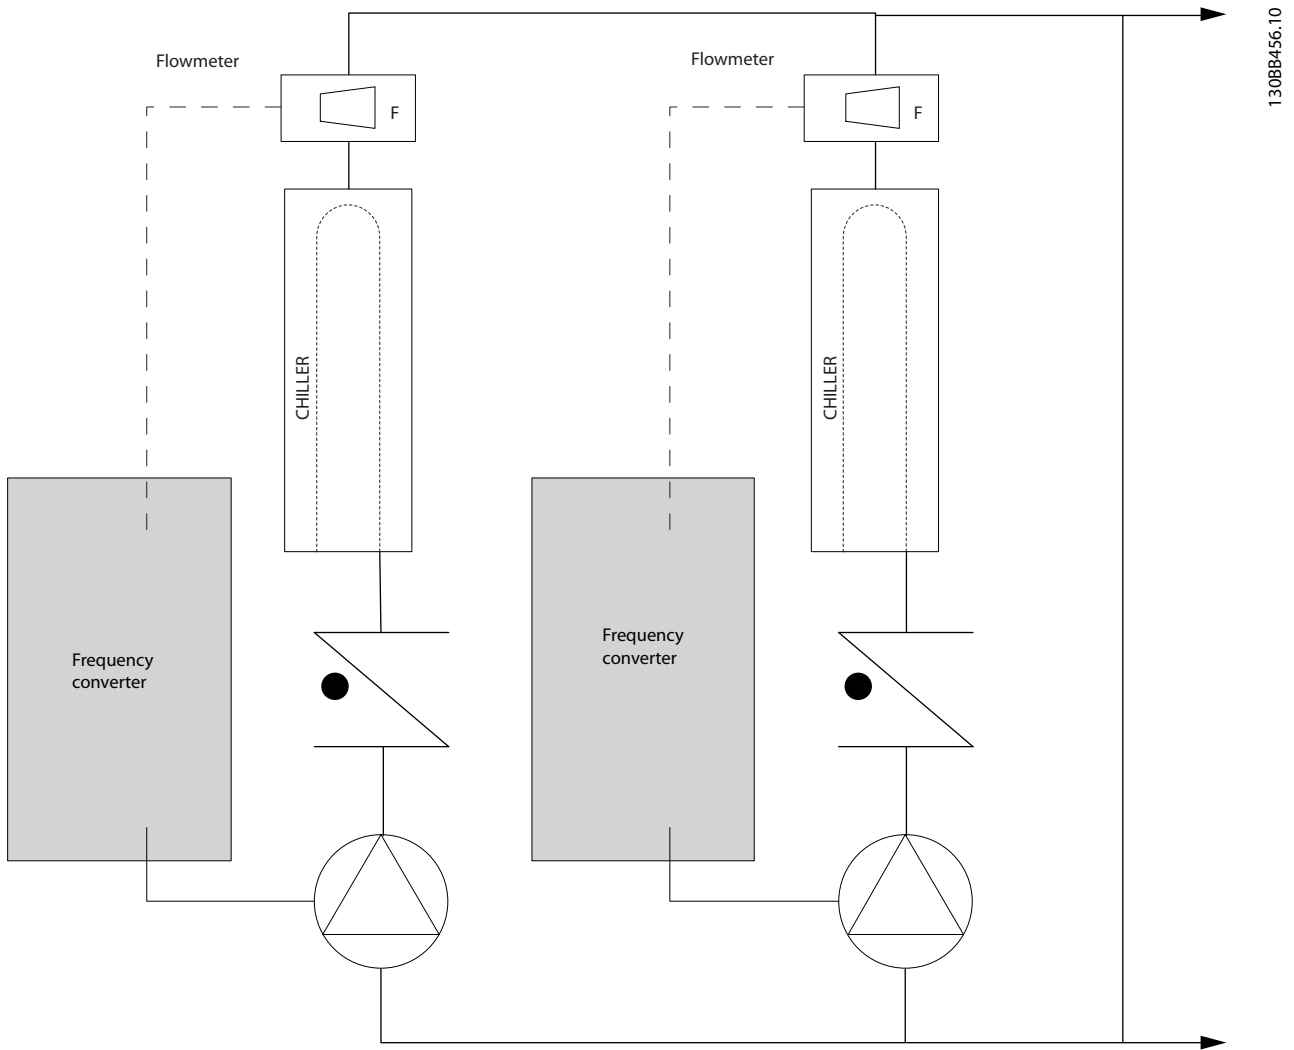 Flowmeter
F
Flowmeter
F
130BB456.10
CHILLER
CHILLER
Frequency
converter
Frequency
converter